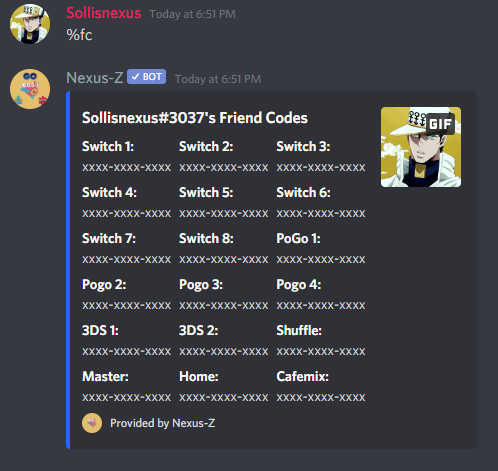 Sollisnexus Today at 6:51 PM
%fc
Nexus-Z ✓ BOT Today at 6:51 PM
Sollisnexus#3037's Friend Codes
GIF
Switch 1: Switch 2: Switch 3:
xxxx-xxxx-xxxx xxxx-xxxx-xxxx xxxx-xxxx-xxxx
Switch 4: Switch 5: Switch 6:
xxxx-xxxx-xxxx xxxx-xxxx-xxxx xxxx-xxxx-xxxx
Switch 7: Switch 8: PoGo 1:
xxxx-xxxx-xxxx xxxx-xxxx-xxxx xxxx-xxxx-xxxx
Pogo 2: Pogo 3: Pogo 4:
xxxx-xxxx-xxxx xxxx-xxxx-xxxx xxxx-xxxx-xxxx
3DS 1: 3DS 2: Shuffle:
xxxx-xxxx-xxxx xxxx-xxxx-xxxx xxxx-xxxx-xxxx
Master: Home: Cafemix:
xxxx-xxxx-xxxx xxxx-xxxx-xxxx xxxx-xxxx-xxxx
Provided by Nexus-Z